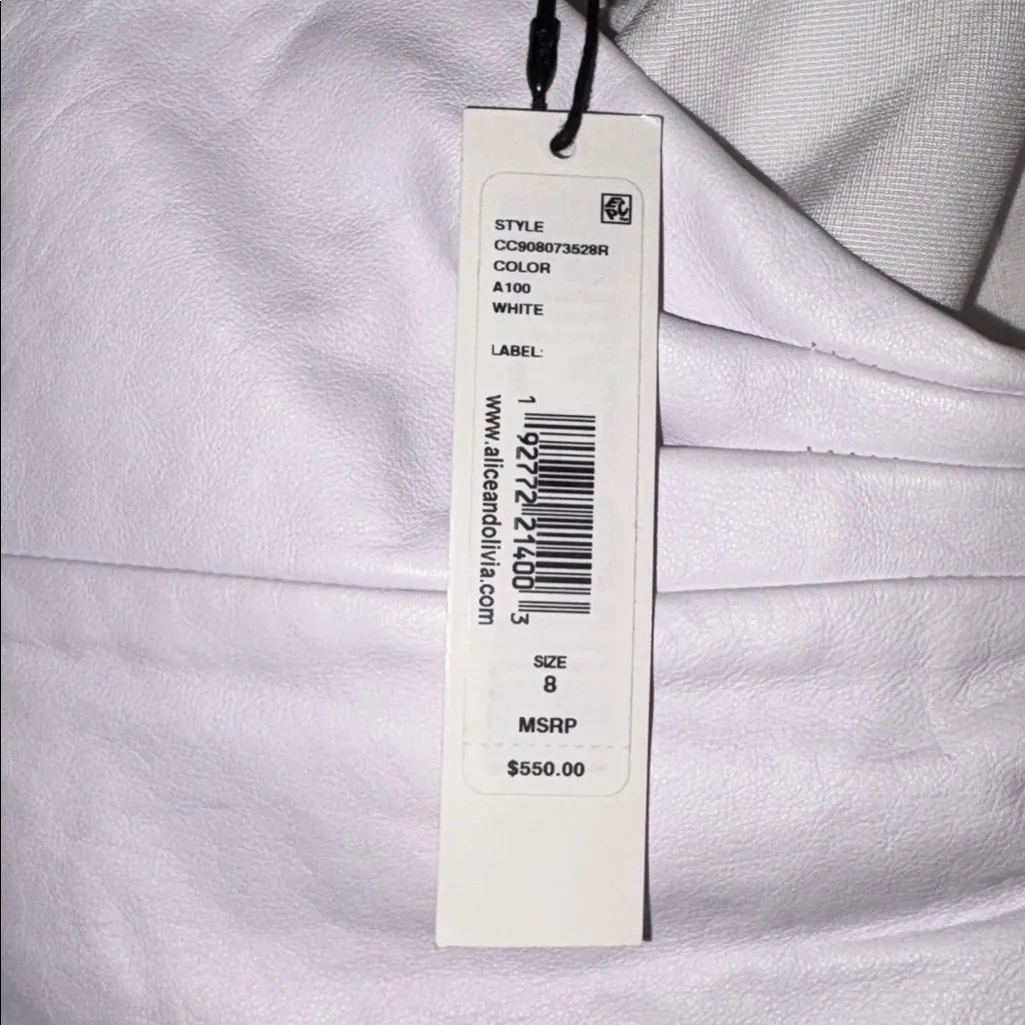 STYLE
CC908073528R
COLOR
A100
WHITE
LABEL:
1 92772 21400 3
www.aliceandolivia.com
SIZE
8
MSRP
$550.00